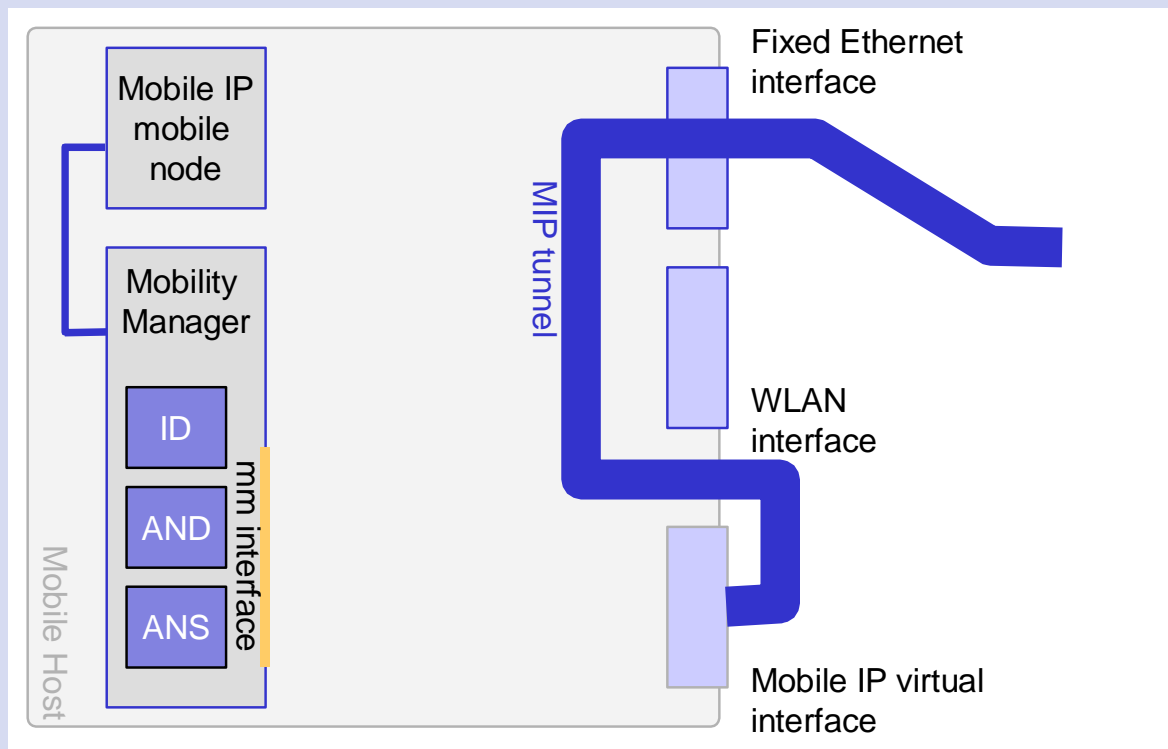 Fixed Ethernet
interface
Mobile IP
mobile
node
MIP tunnel
Mobility
Manager
ID
AND
ANS
mm interface
WLAN
interface
Mobile Host
Mobile IP virtual
interface